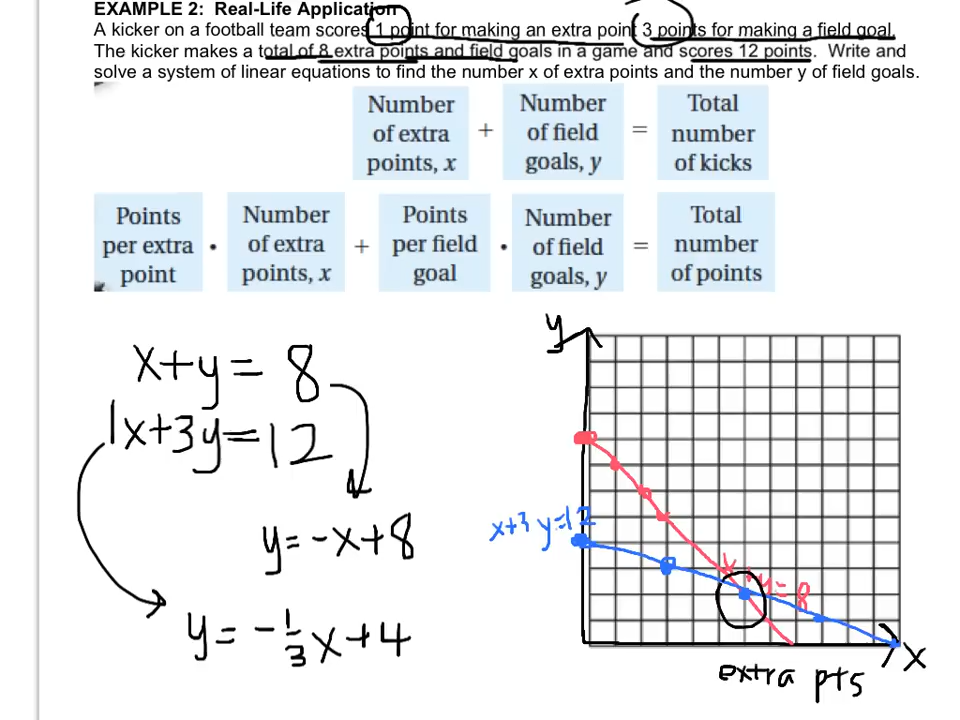 EXAMPLE 2: Real-Life Application
A kicker on a football team scores 1 point for making an extra point 3 points for making a field goal.
The kicker makes a total of 8 extra points and field goals in a game and scores 12 points. Write and
solve a system of linear equations to find the number x of extra points and the number y of field goals.
Number of extra points, x + Number of field goals, y = Total number of kicks
Points per extra point • Number of extra points, x + Points per field goal • Number of field goals, y = Total number of points
x+y=8
1x+3y=12
y=-x+8
y=-1/3x+4
y
x+3y=12
x+y=8
x
extra pts